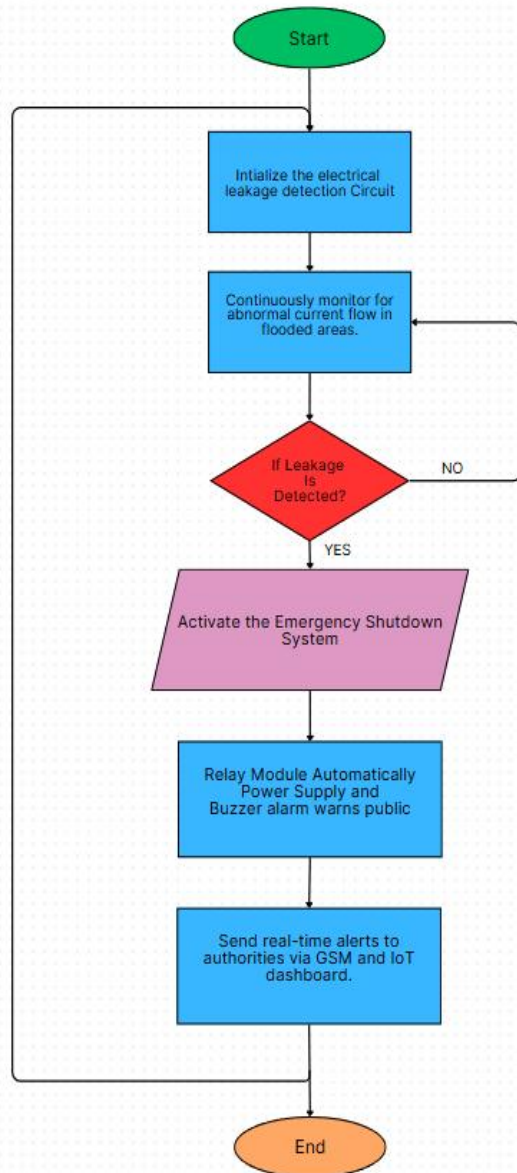 Start
Intialize the electrical
leakage detection Circuit
Continuously monitor for
abnormal current flow in
flooded areas.
If Leakage
Is
Detected?
NO
YES
Activate the Emergency Shutdown
System
Relay Module Automatically
Power Supply and
Buzzer alarm warns public
Send real-time alerts to
authorities via GSM and IoT
dashboard.
End